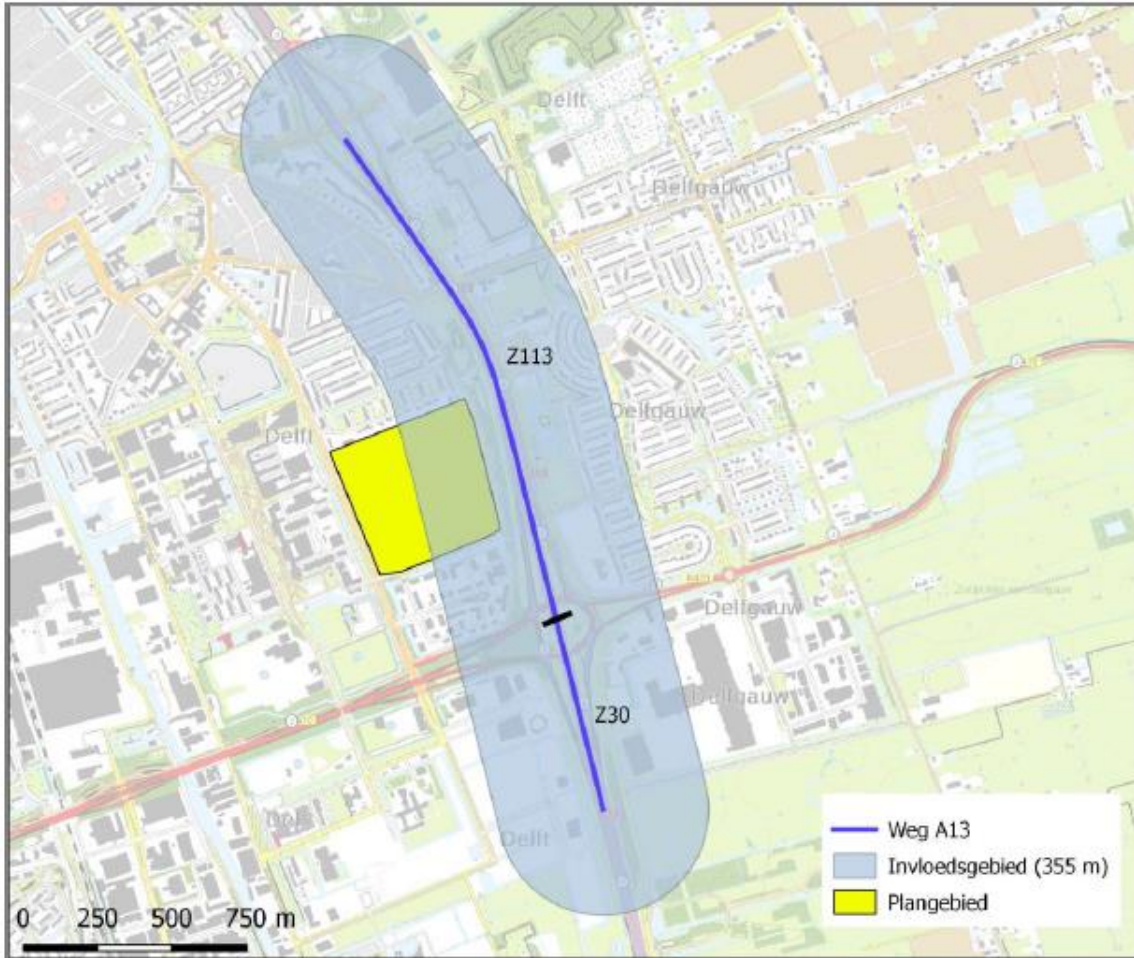 Delft
Delfgauw
Z113
Delfgauw
Delft
Delfgauw
Delfgauw
Z30
Delft
Delft
Weg A13
Invloedsgebied (355 m)
Plangebied
0 250 500 750 m